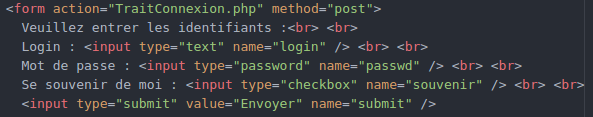 <form action="TraitConnexion.php" method="post">
Veuillez entrer les identifiants :<br> <br>
Login : <input type="text" name="login" /> <br> <br>
Mot de passe : <input type="password" name="passwd" /> <br> <br>
Se souvenir de moi : <input type="checkbox" name="souvenir" /> <br> <br>
<input type="submit" value="Envoyer" name="submit" />